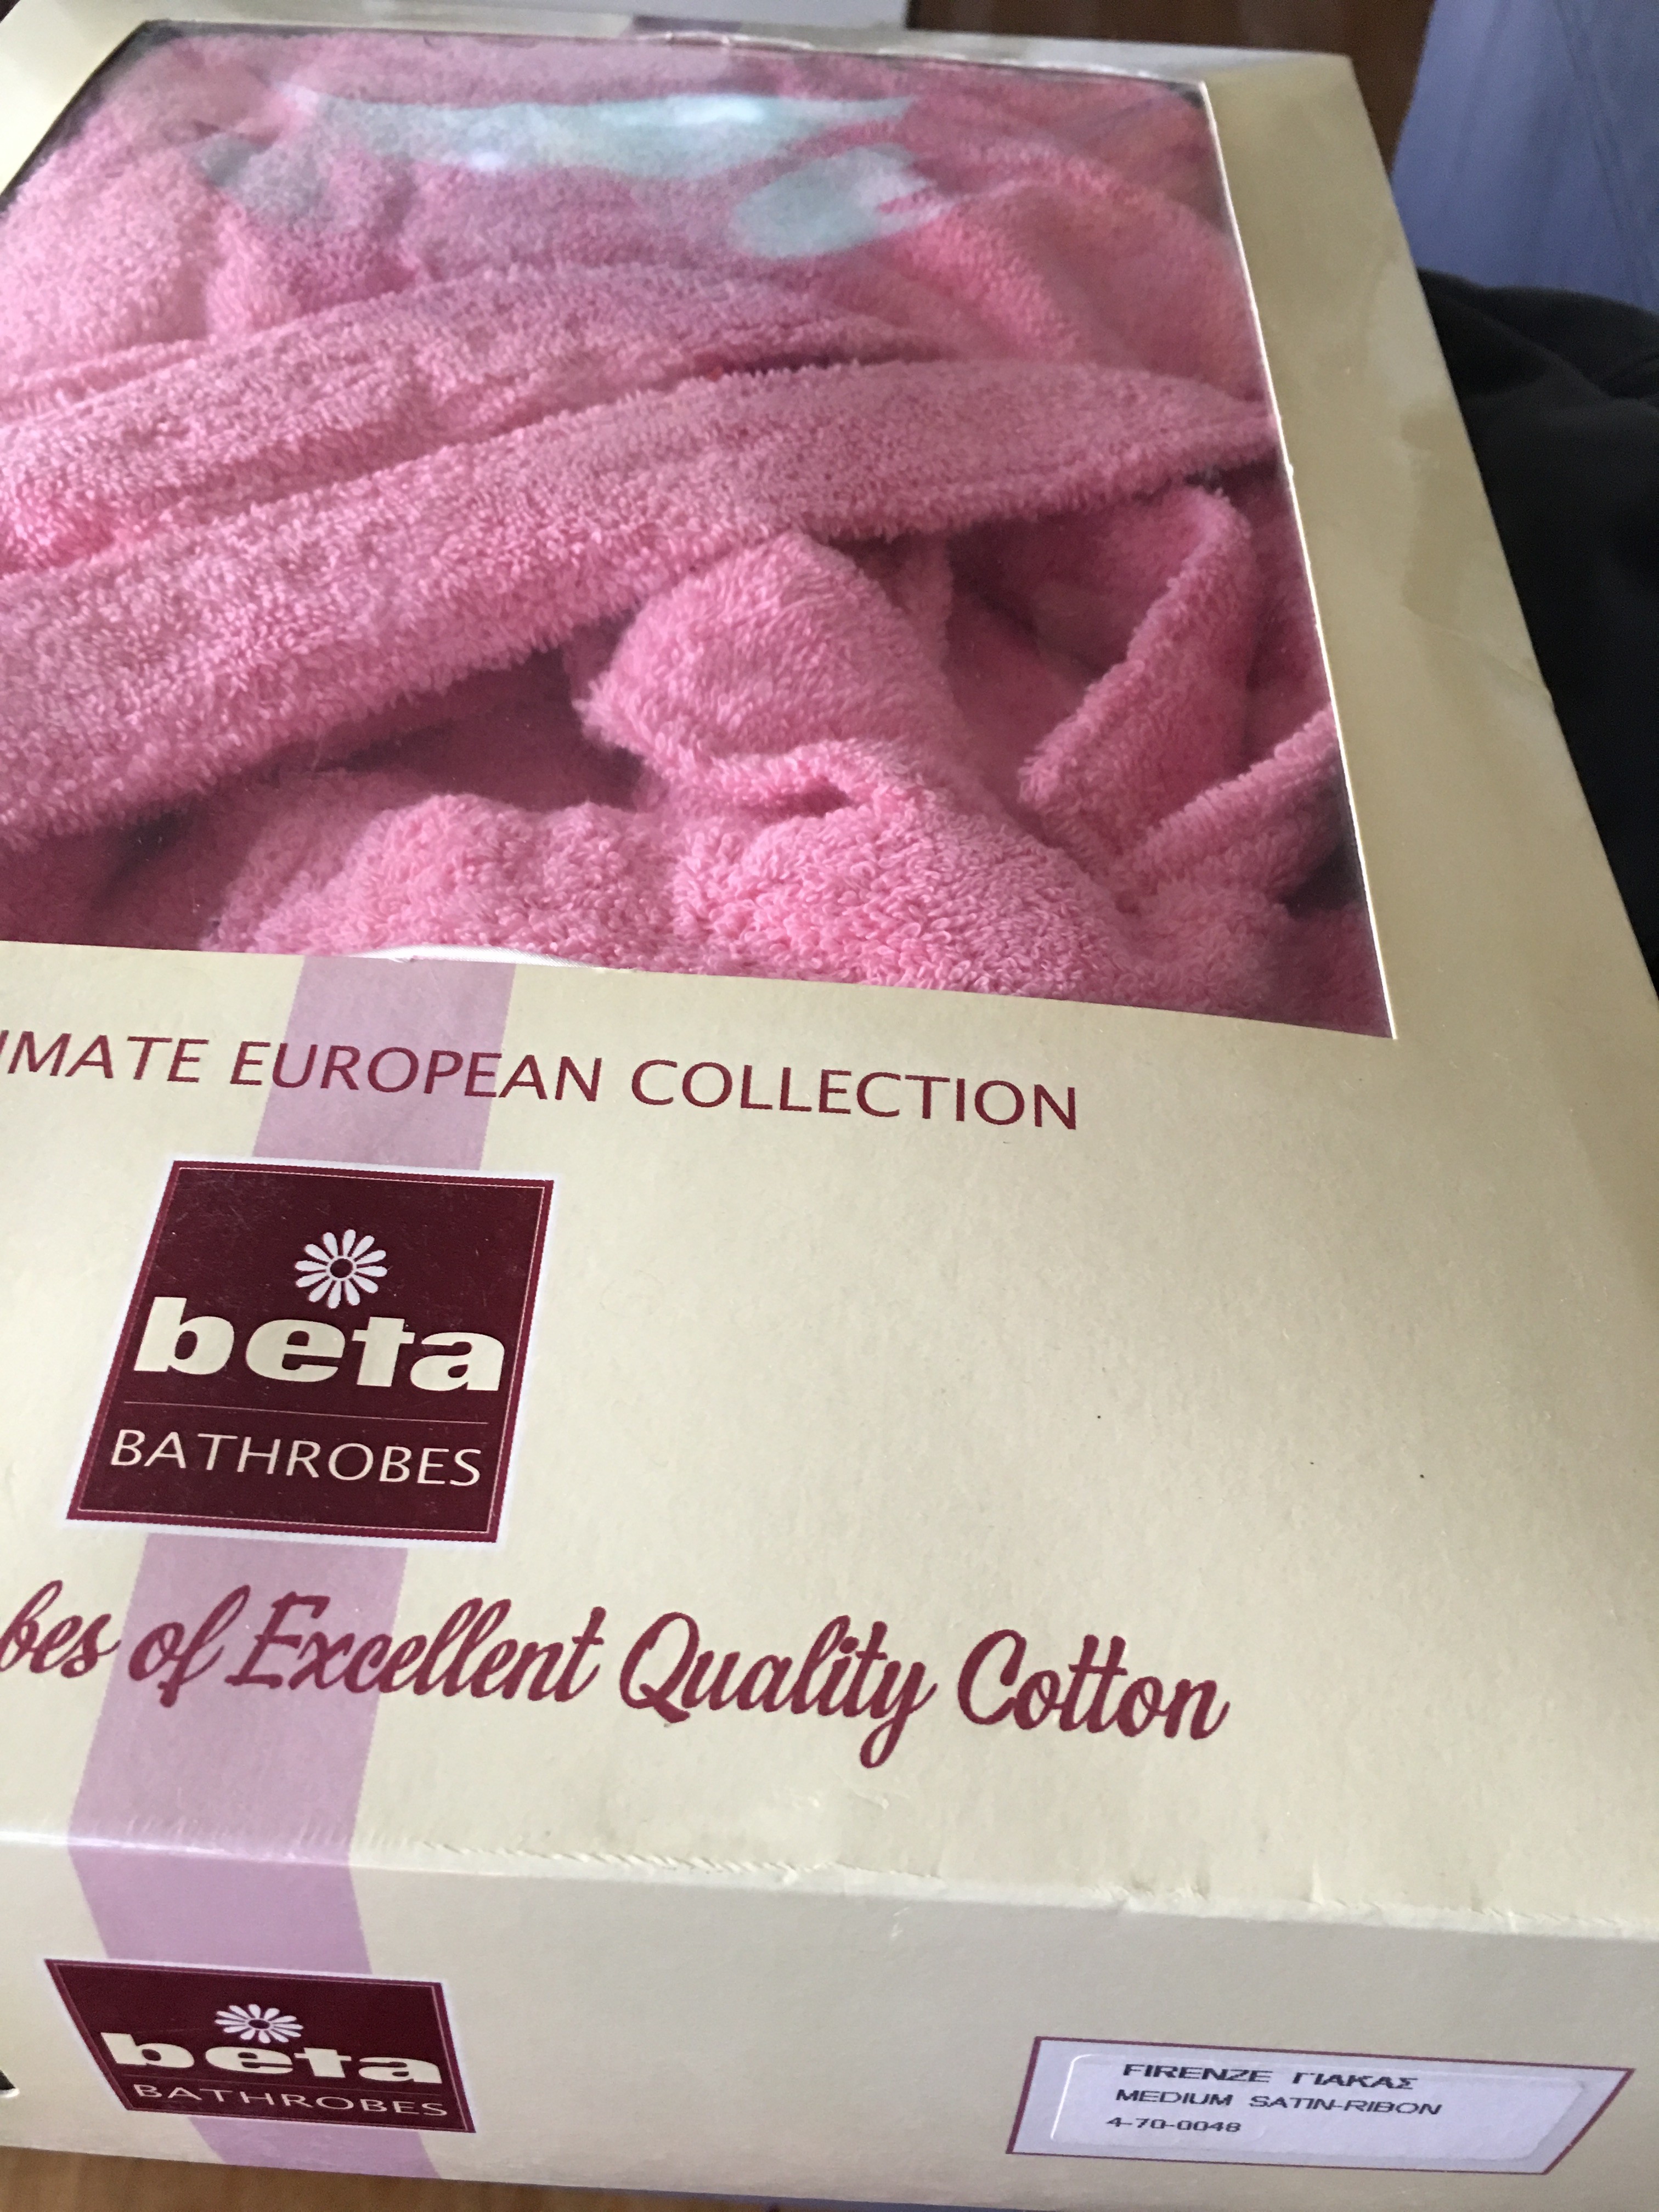 IMATE EUROPEAN COLLECTION
beta
BATHROBES
bes of Excellent Quality Cotton
beta
BATHROBES
FIRENZE ΓΙΑΚΑΣ
MEDIUM SATIN-RIBON
4-70-0048